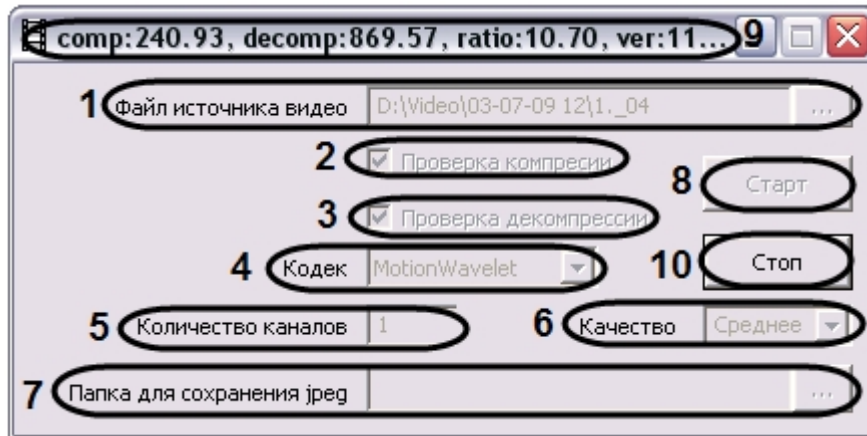 comp:240.93, decomp:869.57, ratio:10.70, ver:11... 9
1 Файл источника видео D:\Video\03-07-09 12\1._04 ...
2 Проверка компресии
8 Старт
3 Проверка декомпрессии
4 Кодек MotionWavelet
10 Стоп
5 Количество каналов 1
6 Качество Среднее
7 Папка для сохранения jpeg ...